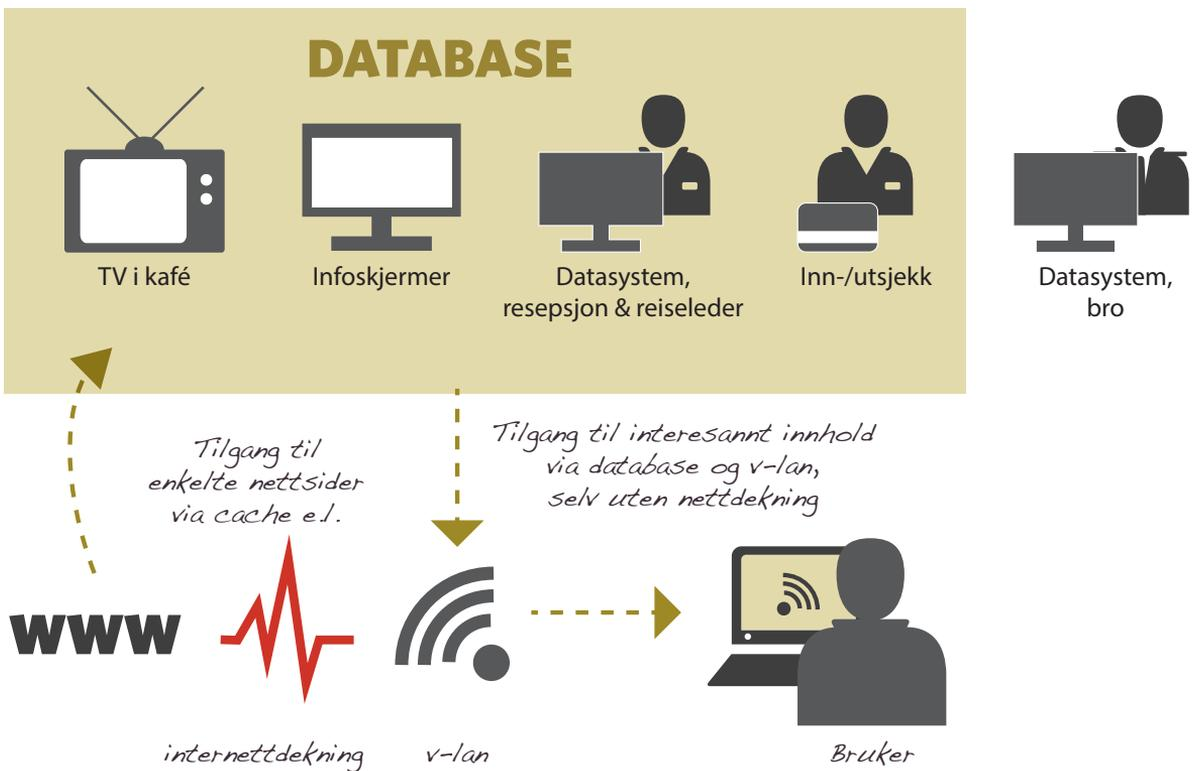 DATABASE
TV i kafé
Infoskjermer
Datasystem,
resepsjon & reiseleder
Inn-/utsjekk
Datasystem,
bro
Tilgang til
enkelte nettsider
via cache e.l.
Tilgang til interesannt innhold
via database og v-lan,
selv uten nettdekning
www
internettdekning
v-lan
Bruker